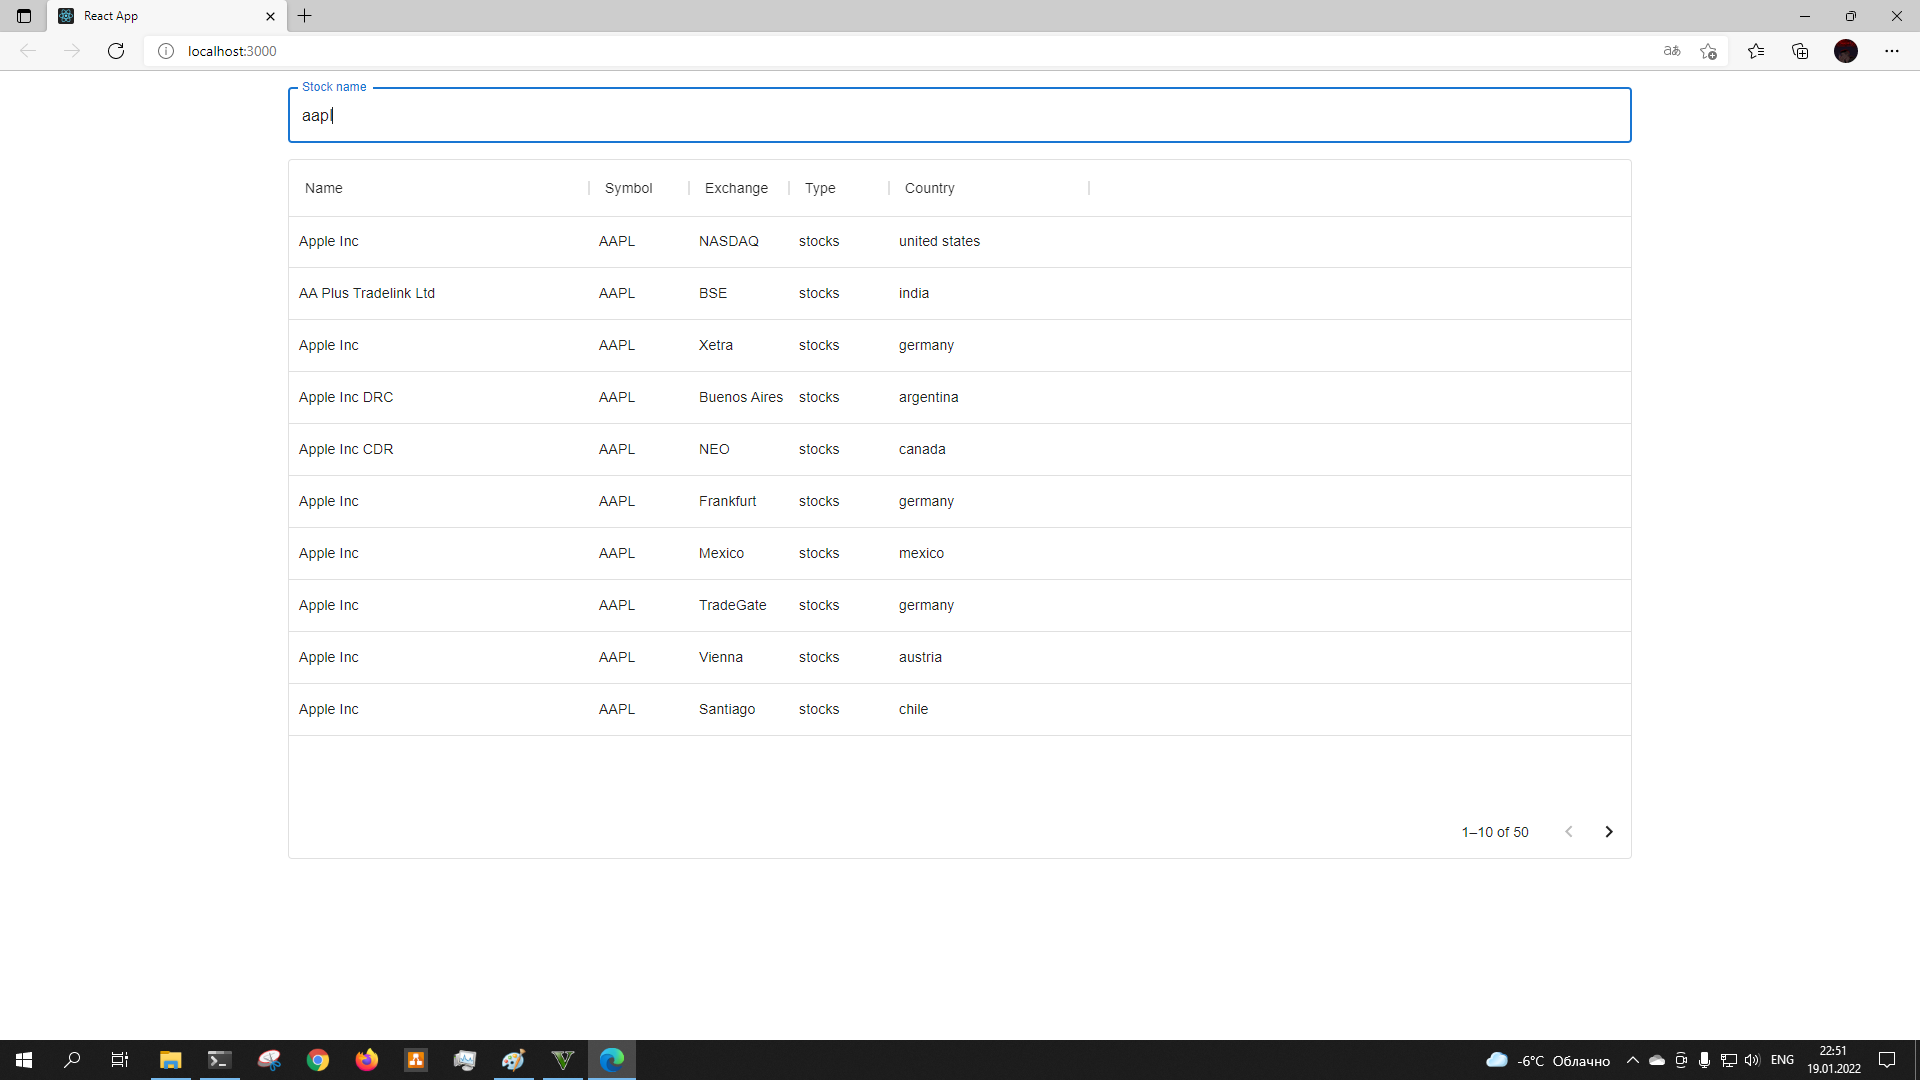 React App
localhost:3000
aあ
Stock name
aapl
Name Symbol Exchange Type Country
Apple Inc AAPL NASDAQ stocks united states
AA Plus Tradelink Ltd AAPL BSE stocks india
Apple Inc AAPL Xetra stocks germany
Apple Inc DRC AAPL Buenos Aires stocks argentina
Apple Inc CDR AAPL NEO stocks canada
Apple Inc AAPL Frankfurt stocks germany
Apple Inc AAPL Mexico stocks mexico
Apple Inc AAPL TradeGate stocks germany
Apple Inc AAPL Vienna stocks austria
Apple Inc AAPL Santiago stocks chile
1–10 of 50
-6°C Облачно ENG 22:51
19.01.2022